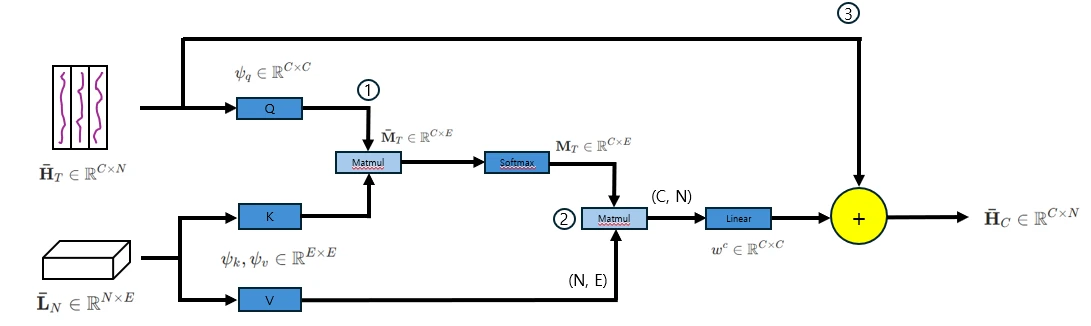 ③
ψ_q ∈ ℝ^{C×C}
①
Q
M̄_T ∈ ℝ^{C×E}
M_T ∈ ℝ^{C×E}
Matmul
Softmax
H̄_T ∈ ℝ^{C×N}
(C, N)
K
②
Matmul
Linear
+
H̄_C ∈ ℝ^{C×N}
ψ_k, ψ_v ∈ ℝ^{E×E}
w^c ∈ ℝ^{C×C}
(N, E)
L̄_N ∈ ℝ^{N×E}
V